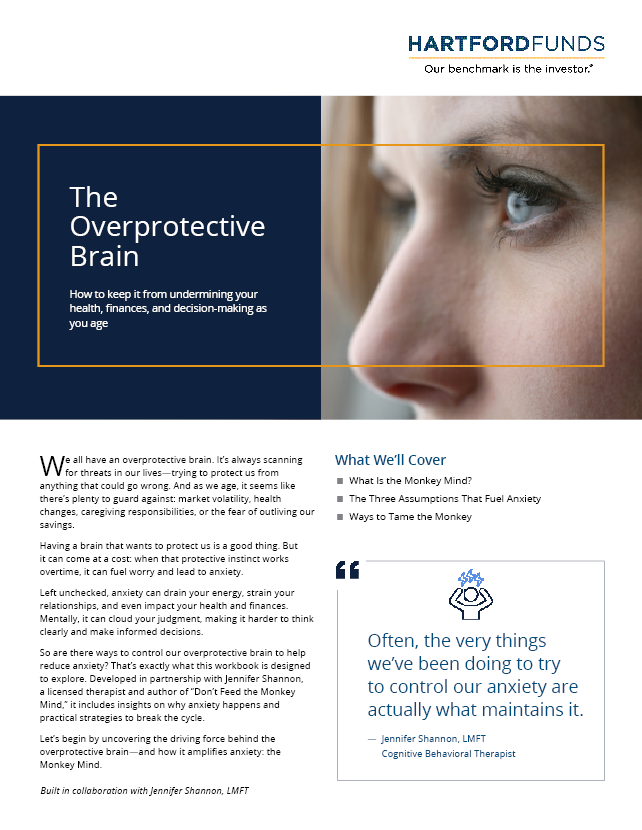 HARTFORDFUNDS
Our benchmark is the investor.®
The
Overprotective
Brain
How to keep it from undermining your
health, finances, and decision-making as
you age
We all have an overprotective brain. It’s always scanning
for threats in our lives—trying to protect us from
anything that could go wrong. And as we age, it seems like
there’s plenty to guard against: market volatility, health
changes, caregiving responsibilities, or the fear of outliving our
savings.
Having a brain that wants to protect us is a good thing. But
it can come at a cost: when that protective instinct works
overtime, it can fuel worry and lead to anxiety.
Left unchecked, anxiety can drain your energy, strain your
relationships, and even impact your health and finances.
Mentally, it can cloud your judgment, making it harder to think
clearly and make informed decisions.
So are there ways to control our overprotective brain to help
reduce anxiety? That’s exactly what this workbook is designed
to explore. Developed in partnership with Jennifer Shannon,
a licensed therapist and author of “Don’t Feed the Monkey
Mind,” it includes insights on why anxiety happens and
practical strategies to break the cycle.
Let’s begin by uncovering the driving force behind the
overprotective brain—and how it amplifies anxiety: the
Monkey Mind.
Built in collaboration with Jennifer Shannon, LMFT
What We’ll Cover
■ What Is the Monkey Mind?
■ The Three Assumptions That Fuel Anxiety
■ Ways to Tame the Monkey
“
Often, the very things
we’ve been doing to try
to control our anxiety are
actually what maintains it.
— Jennifer Shannon, LMFT
Cognitive Behavioral Therapist